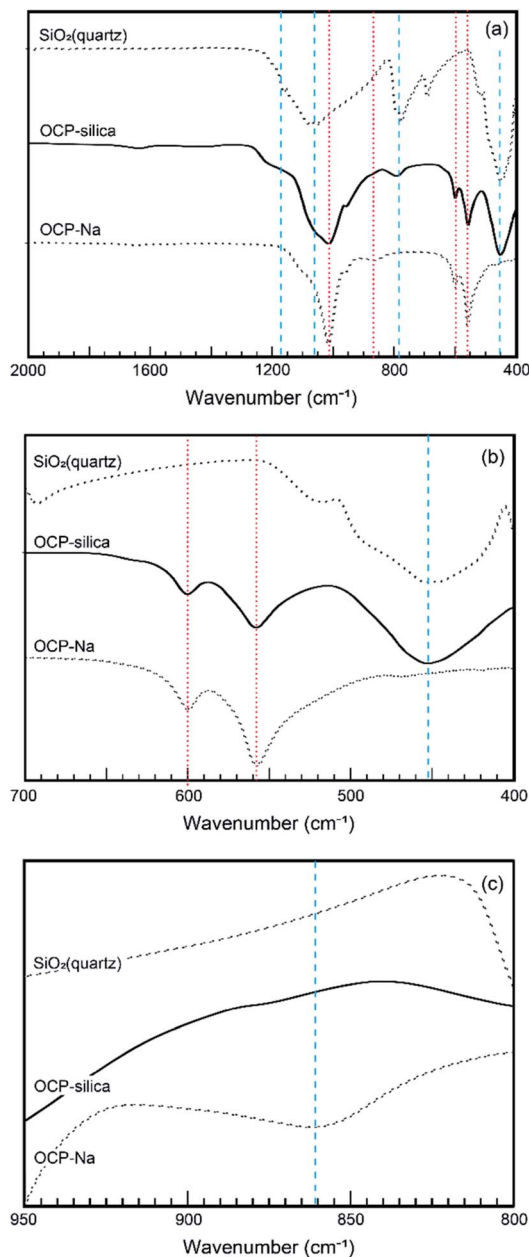 (a)
SiO₂(quartz)
OCP-silica
OCP-Na
2000 1600 1200 800 400
Wavenumber (cm⁻¹)
(b)
SiO₂(quartz)
OCP-silica
OCP-Na
700 600 500 400
Wavenumber (cm⁻¹)
(c)
SiO₂(quartz)
OCP-silica
OCP-Na
950 900 850 800
Wavenumber (cm⁻¹)